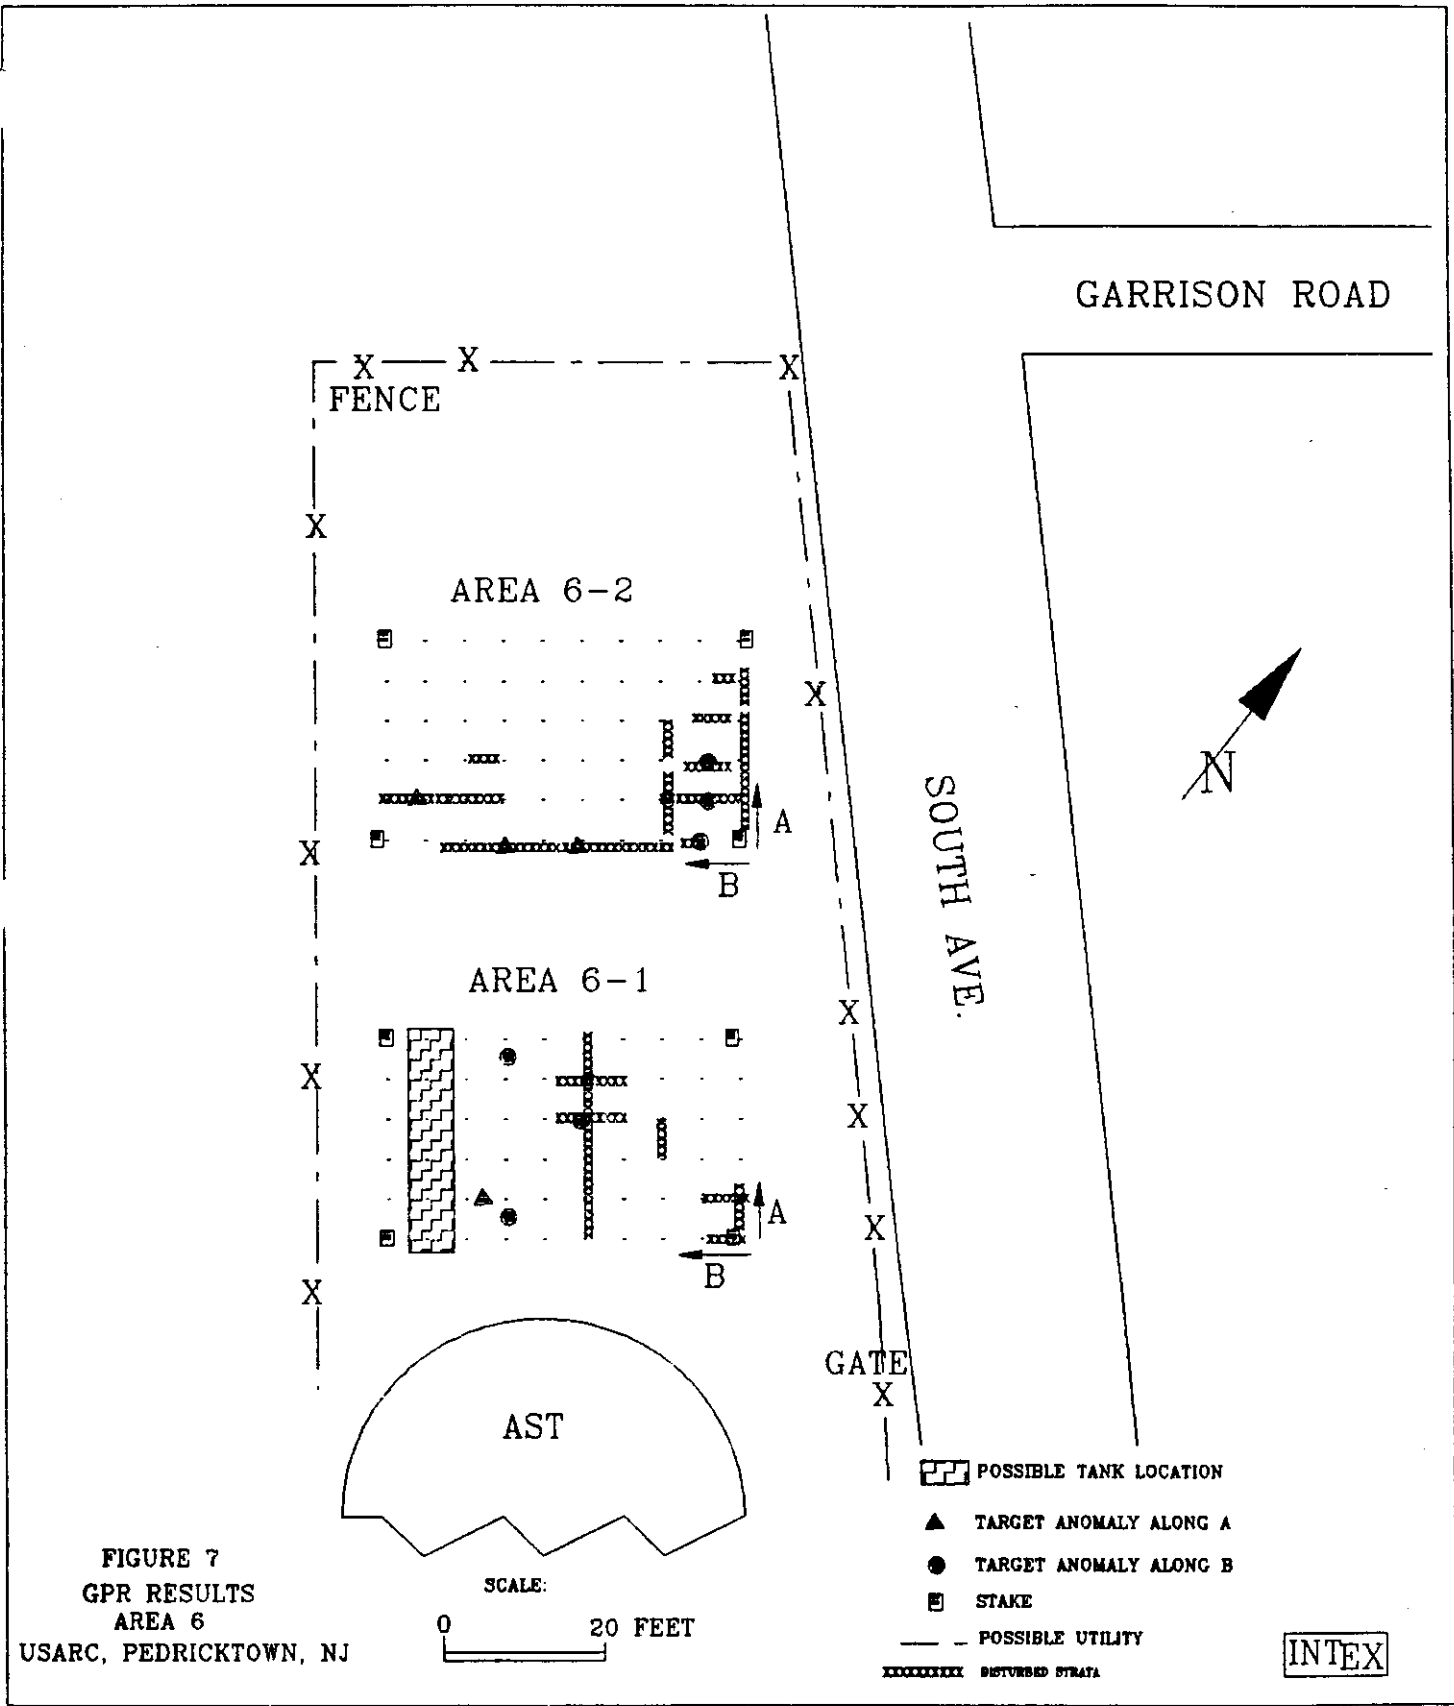 GARRISON ROAD
X X X
FENCE
X
AREA 6-2
X
N
A
SOUTH AVE.
X
B
AREA 6-1
X
X
X
A
X
B
X
GATE
X
AST
POSSIBLE TANK LOCATION
TARGET ANOMALY ALONG A
TARGET ANOMALY ALONG B
STAKE
POSSIBLE UTILITY
DISTURBED STRATA
FIGURE 7
GPR RESULTS
AREA 6
USARC, PEDRICKTOWN, NJ
SCALE:
0 20 FEET
INTEX